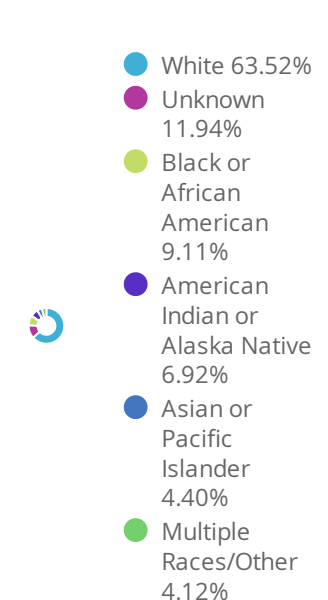 White 63.52%
Unknown
11.94%
Black or
African
American
9.11%
American
Indian or
Alaska Native
6.92%
Asian or
Pacific
Islander
4.40%
Multiple
Races/Other
4.12%